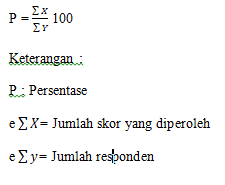 P = ∑X/∑Y 100
Keterangan :
P : Persentase
e ∑ X= Jumlah skor yang diperoleh
e ∑ y= Jumlah responden